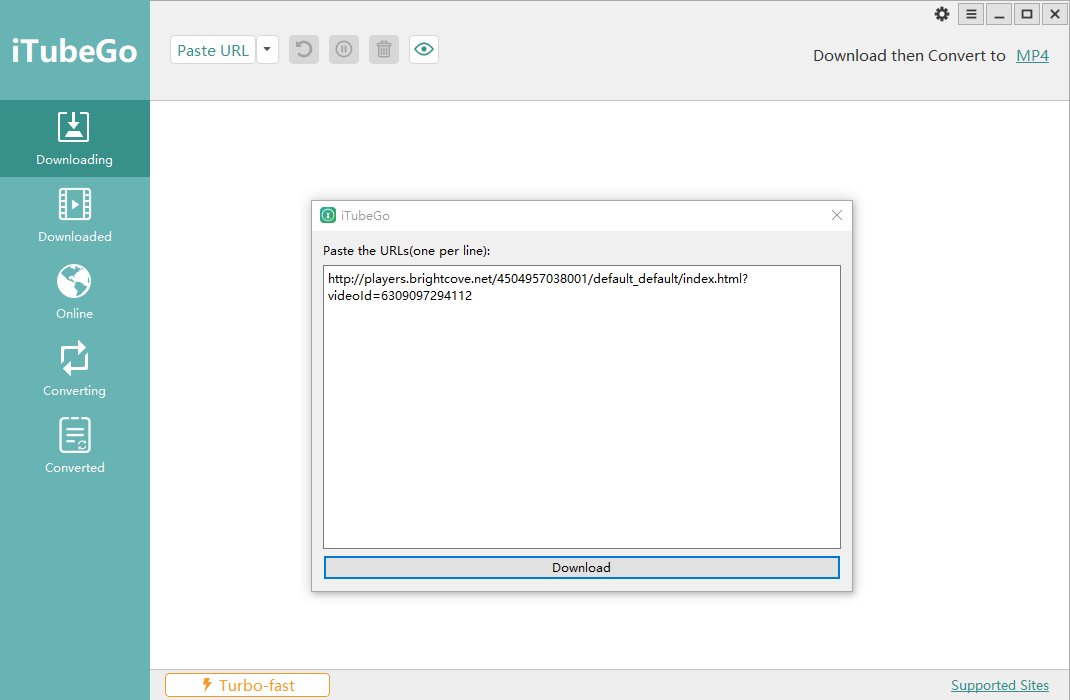 iTubeGo
Paste URL
Download then Convert to MP4
Downloading
Downloaded
Online
Converting
Converted
iTubeGo
Paste the URLs(one per line):
http://players.brightcove.net/4504957038001/default_default/index.html?
videoId=6309097294112
Download
Turbo-fast
Supported Sites